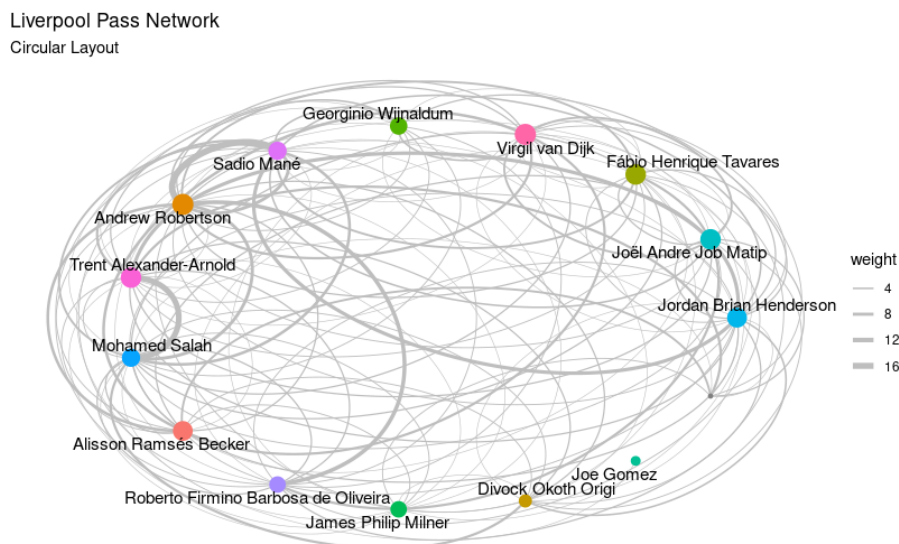 Liverpool Pass Network
Circular Layout
Georginio Wijnaldum
Virgil van Dijk
Sadio Mané
Fábio Henrique Tavares
Andrew Robertson
Joël Andre Job Matip
Trent Alexander-Arnold
weight
4
Jordan Brian Henderson
8
12
Mohamed Salah
16
Alisson Ramsés Becker
Joe Gomez
Divock Okoth Origi
Roberto Firmino Barbosa de Oliveira
James Philip Milner